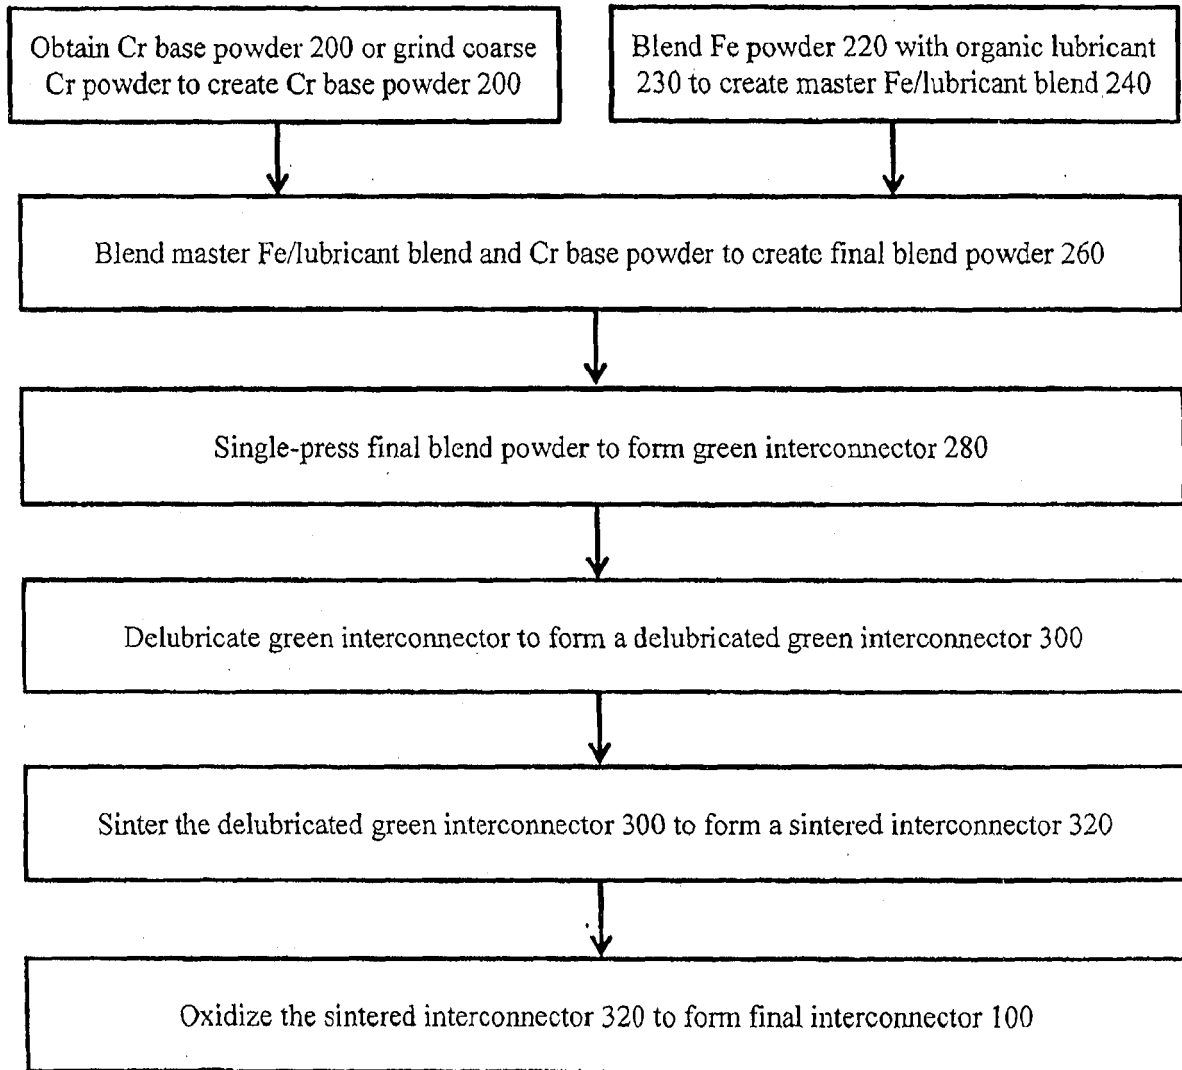 Obtain Cr base powder 200 or grind coarse
Cr powder to create Cr base powder 200
Blend Fe powder 220 with organic lubricant
230 to create master Fe/lubricant blend 240
Blend master Fe/lubricant blend and Cr base powder to create final blend powder 260
Single-press final blend powder to form green interconnector 280
Delubricate green interconnector to form a delubricated green interconnector 300
Sinter the delubricated green interconnector 300 to form a sintered interconnector 320
Oxidize the sintered interconnector 320 to form final interconnector 100